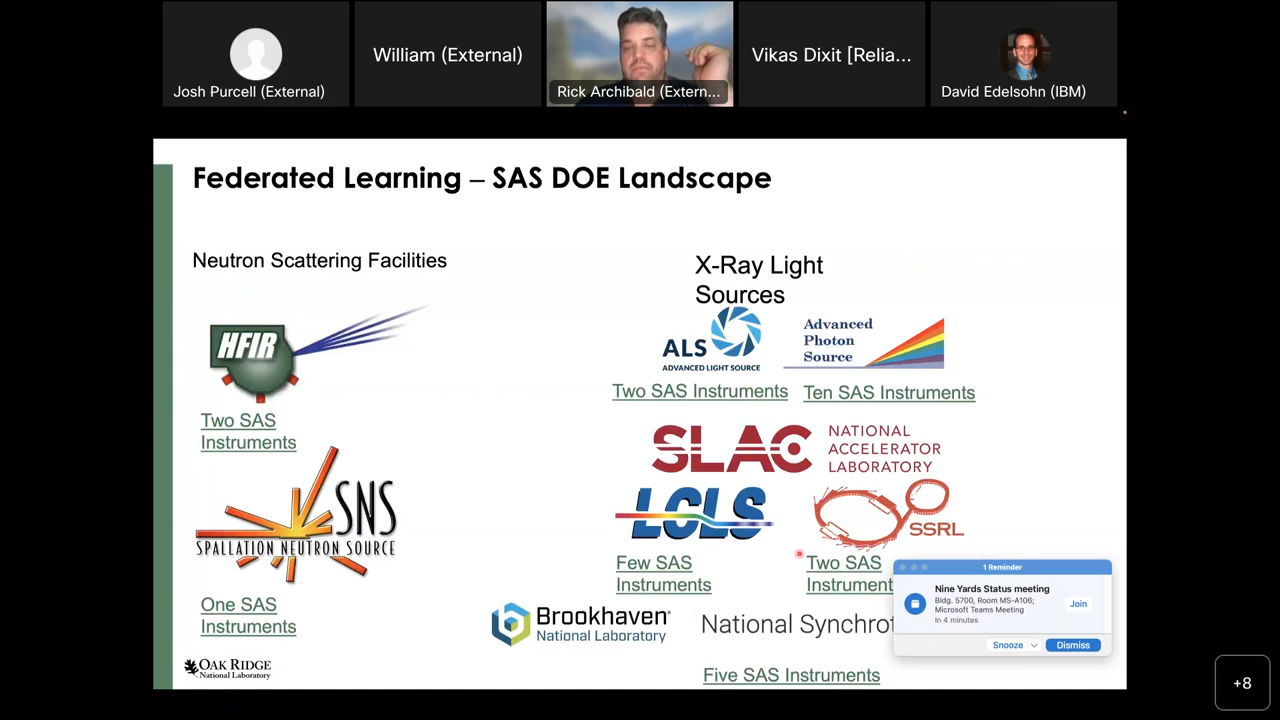 Josh Purcell (External)
William (External)
Rick Archibald (Extern...
Vikas Dixit [Relia...
David Edelsohn (IBM)
Federated Learning – SAS DOE Landscape
Neutron Scattering Facilities
HFIR
Two SAS
Instruments
SNS
SPALLATION NEUTRON SOURCE
One SAS
Instruments
OAK RIDGE
National Laboratory
X-Ray Light
Sources
ALS
ADVANCED LIGHT SOURCE
Two SAS Instruments
Advanced
Photon
Source
Ten SAS Instruments
SLAC
NATIONAL
ACCELERATOR
LABORATORY
LCLS
Few SAS
Instruments
SSRL
Two SAS
Instrument
Brookhaven
National Laboratory
National Synchrot
Five SAS Instruments
1 Reminder
Nine Yards Status meeting
Bldg. 5700, Room MS-A106;
Microsoft Teams Meeting
In 4 minutes
Join
Snooze
Dismiss
+8